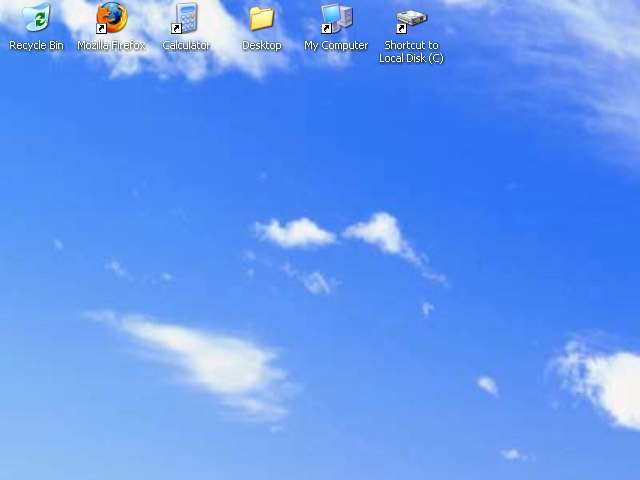 Recycle Bin
Mozilla Firefox
Calculator
Desktop
My Computer
Shortcut to
Local Disk (C)